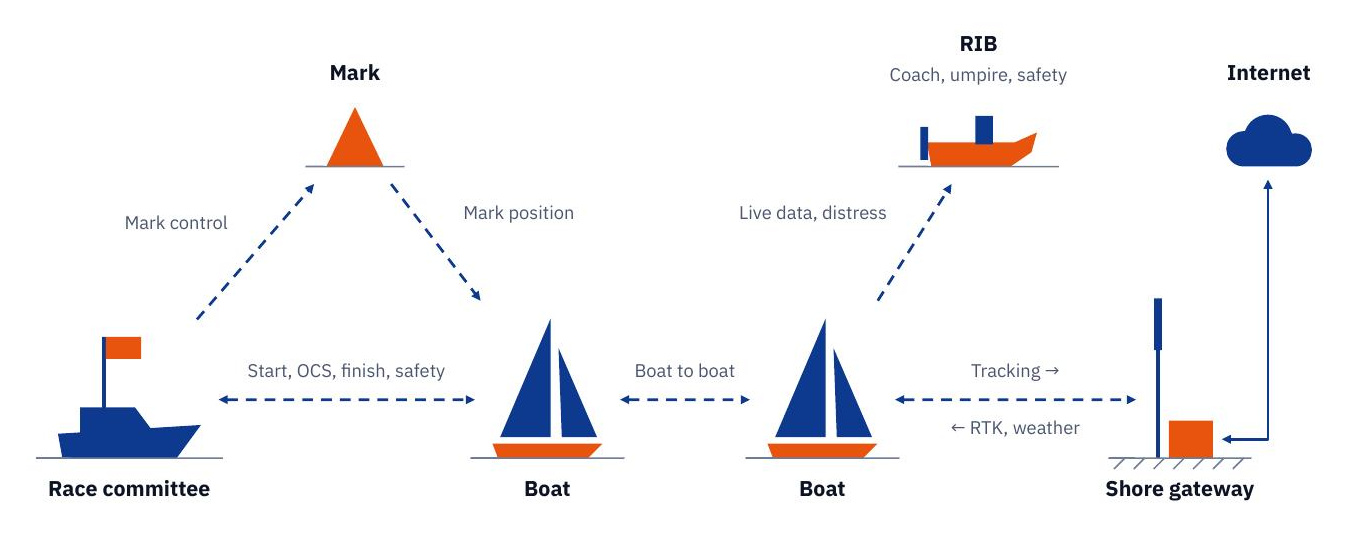 RIB
Mark
Coach, umpire, safety
Internet
Mark control
Mark position
Live data, distress
Start, OCS, finish, safety
Boat to boat
Tracking →
← RTK, weather
Race committee
Boat
Boat
Shore gateway